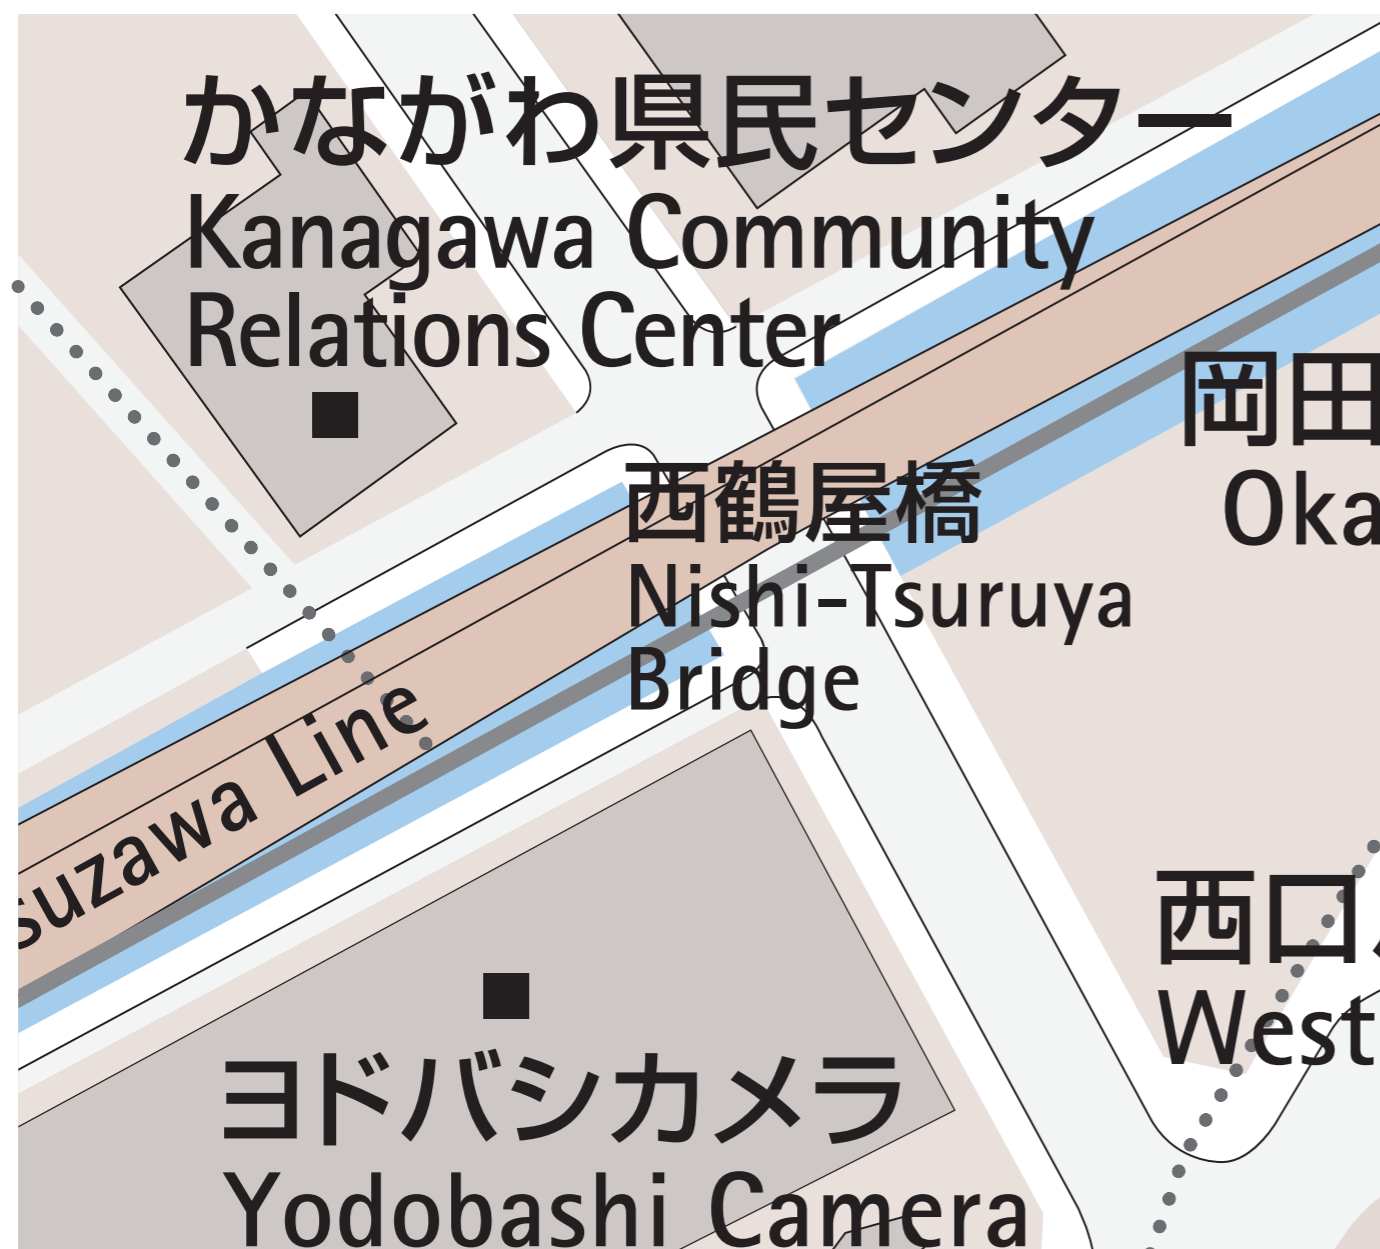 かながわ県民センター
Kanagawa Community
Relations Center
岡田
Oka
西鶴屋橋
Nishi-Tsuruya
Bridge
suzawa Line
西口
West
ヨドバシカメラ
Yodobashi Camera